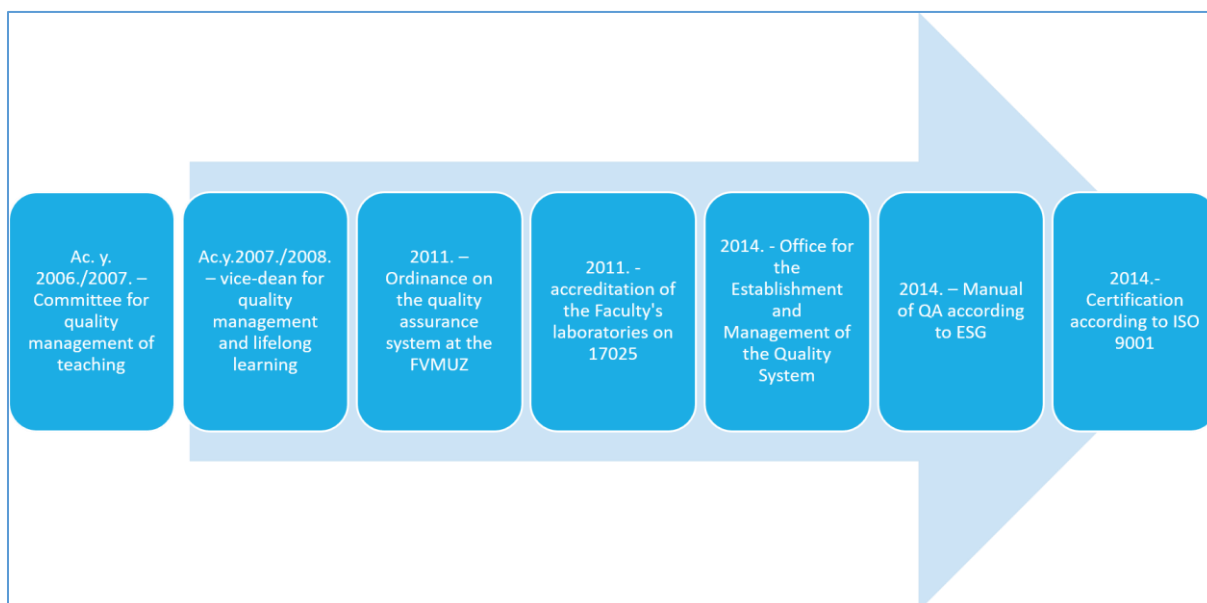 Ac. y.
2006./2007. –
Committee for
quality
management of
teaching
Ac.y.2007./2008.
– vice-dean for
quality
management
and lifelong
learning
2011. –
Ordinance on
the quality
assurance
system at the
FVMUZ
2011. -
accreditation of
the Faculty's
laboratories on
17025
2014. - Office for
the
Establishment
and
Management of
the Quality
System
2014. – Manual
of QA according
to ESG
2014.-
Certification
according to ISO
9001